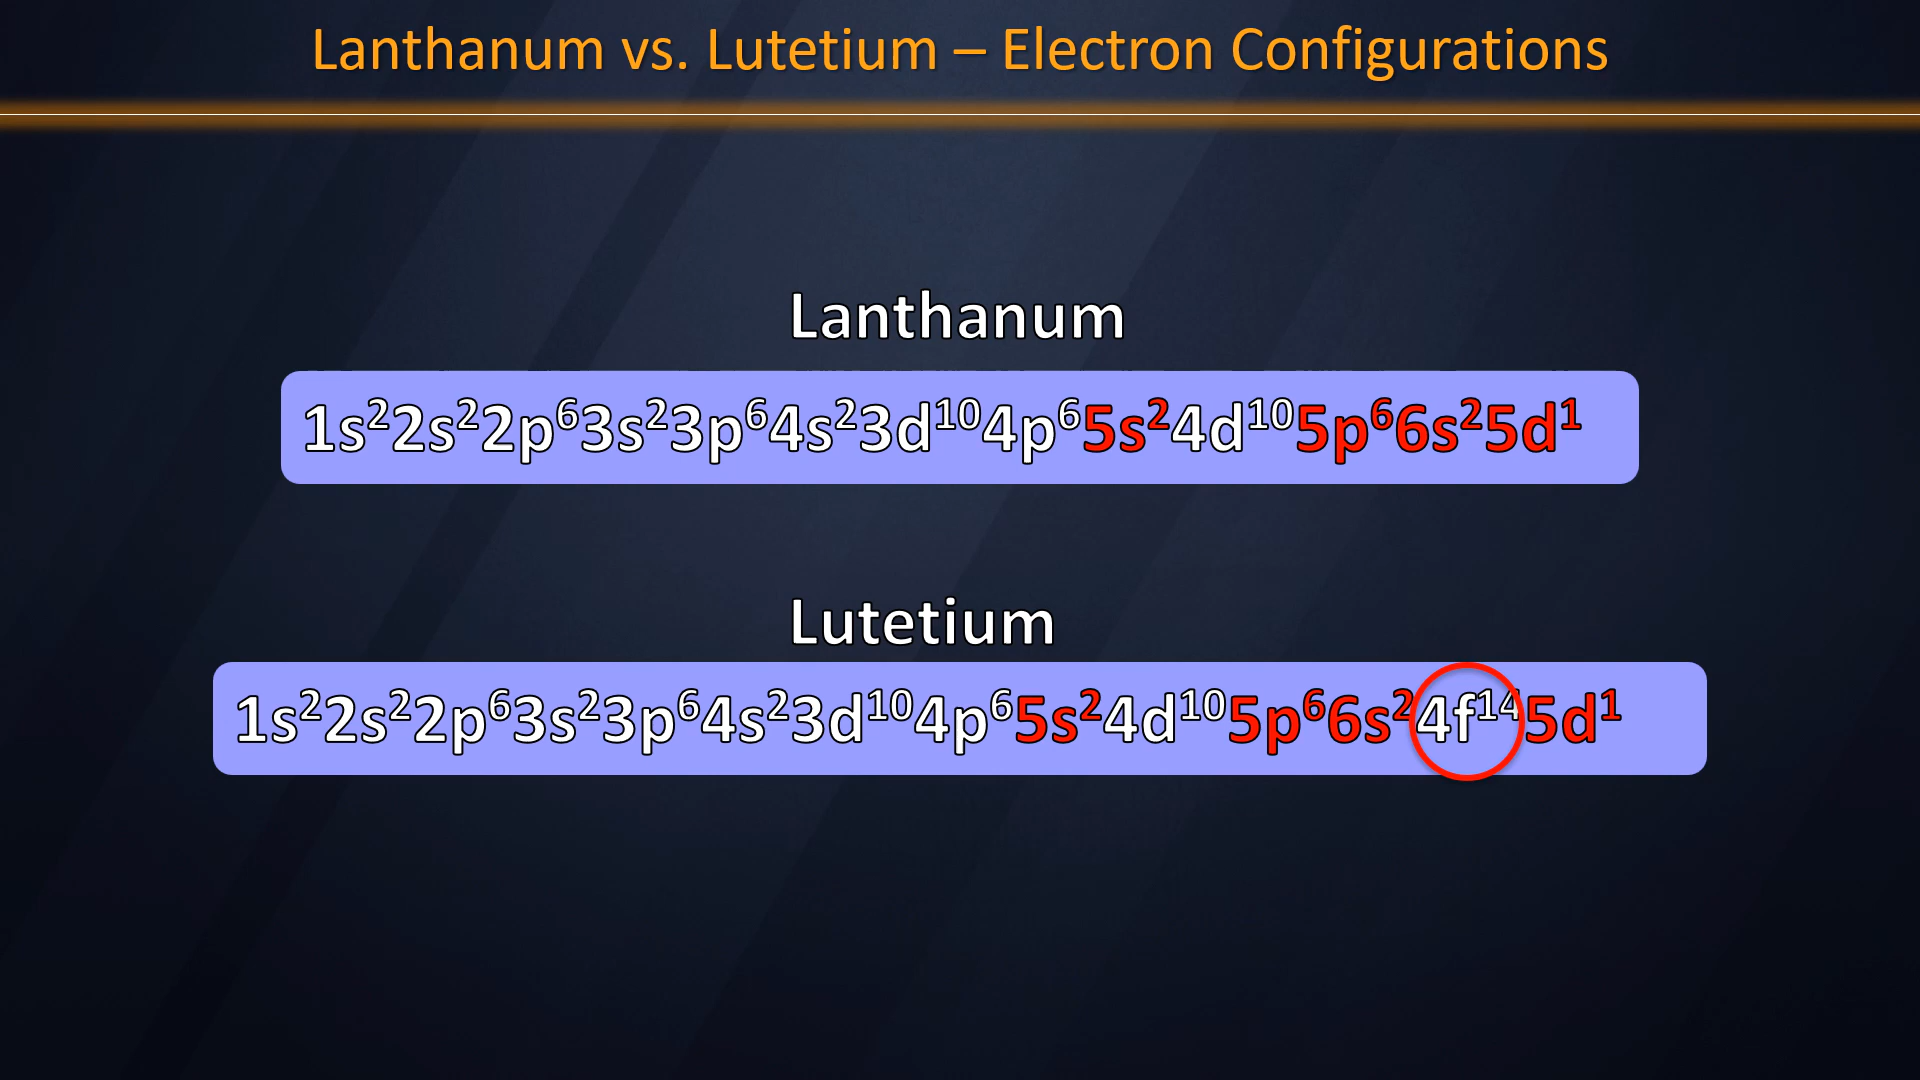 Lanthanum vs. Lutetium – Electron Configurations
Lanthanum
1s²2s²2p⁶3s²3p⁶4s²3d¹⁰4p⁶5s²4d¹⁰5p⁶6s²5d¹
Lutetium
1s²2s²2p⁶3s²3p⁶4s²3d¹⁰4p⁶5s²4d¹⁰5p⁶6s²4f¹⁴5d¹